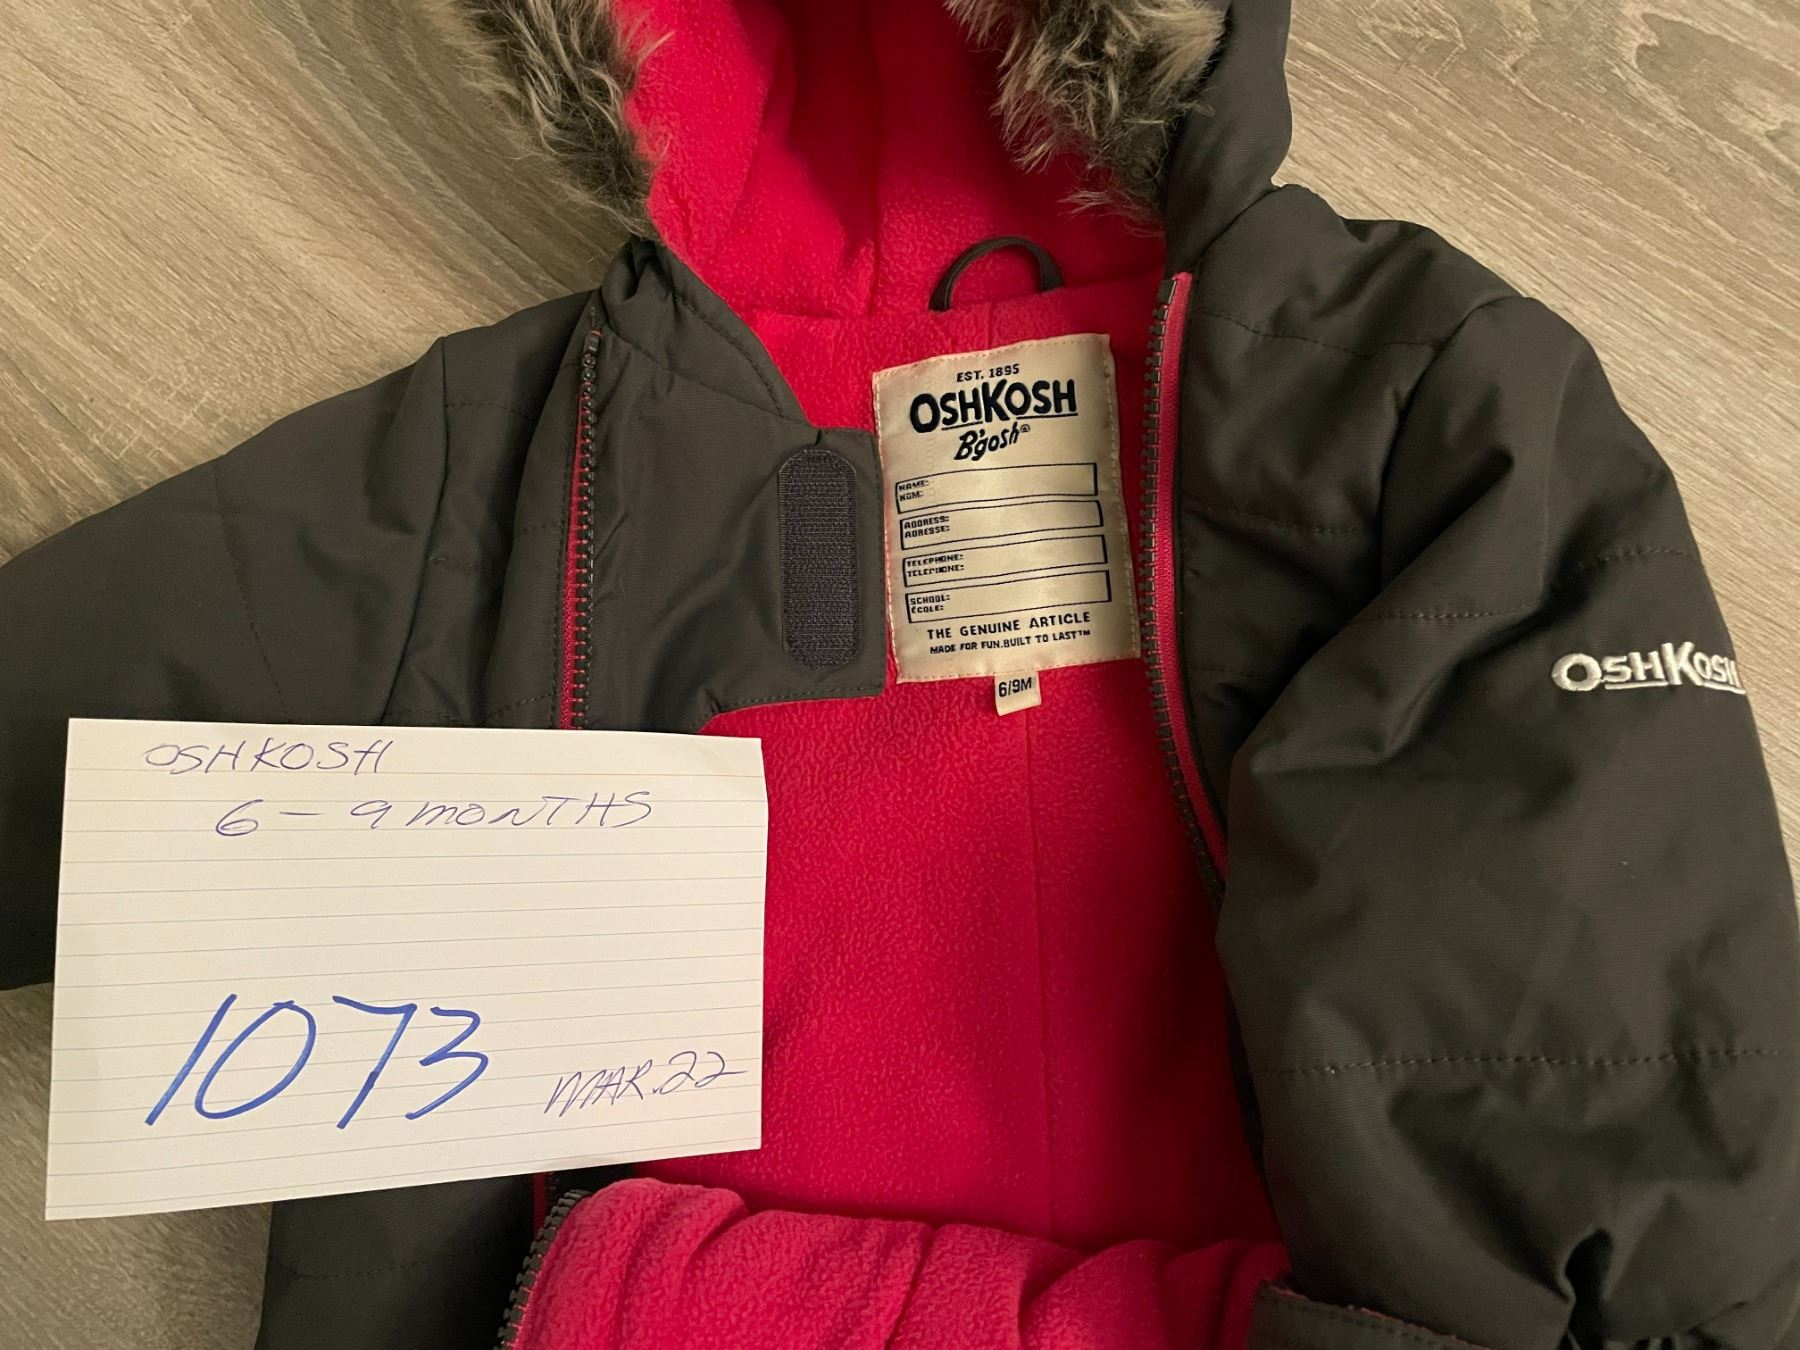 EST. 1895
OSHKOSH
B'gosh®
NAME:
NOM:
ADDRESS:
ADRESSE:
TELEPHONE:
TELEPHONE:
SCHOOL:
ÉCOLE:
THE GENUINE ARTICLE
MADE FOR FUN. BUILT TO LAST™
6/9M
OSHKOSH
OSHKOSH
6-9 MONTHS
1073
MAR.22